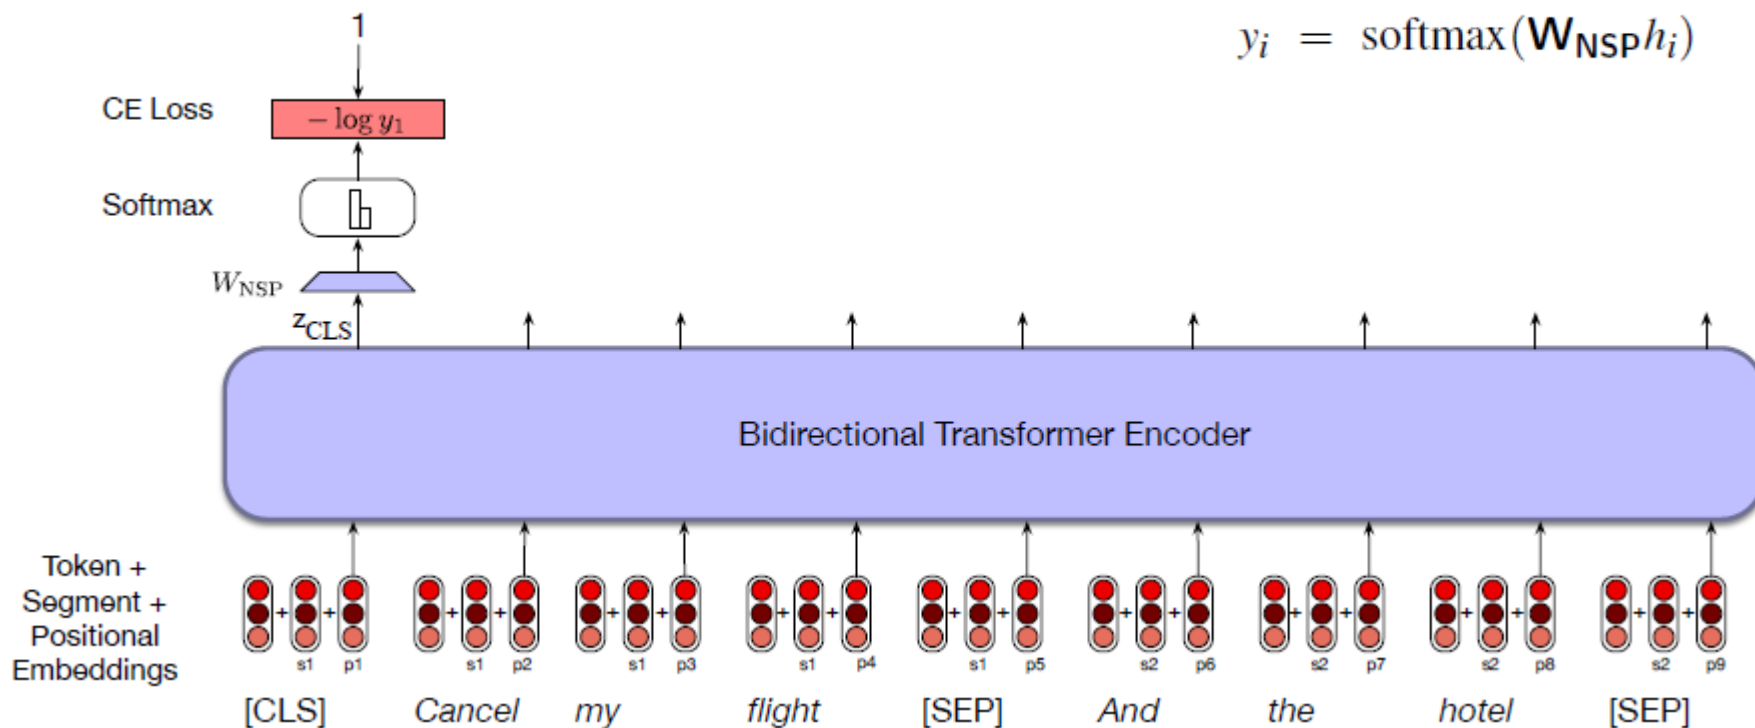 1
y_i = softmax(W_NSP h_i)
CE Loss
− log y_1
Softmax
W_NSP
z_CLS
Bidirectional Transformer Encoder
Token +
Segment +
Positional
Embeddings
+ + + + + + + + + + + + + + + + + +
s1 p1 s1 p2 s1 p3 s1 p4 s1 p5 s2 p6 s2 p7 s2 p8 s2 p9
[CLS] Cancel my flight [SEP] And the hotel [SEP]